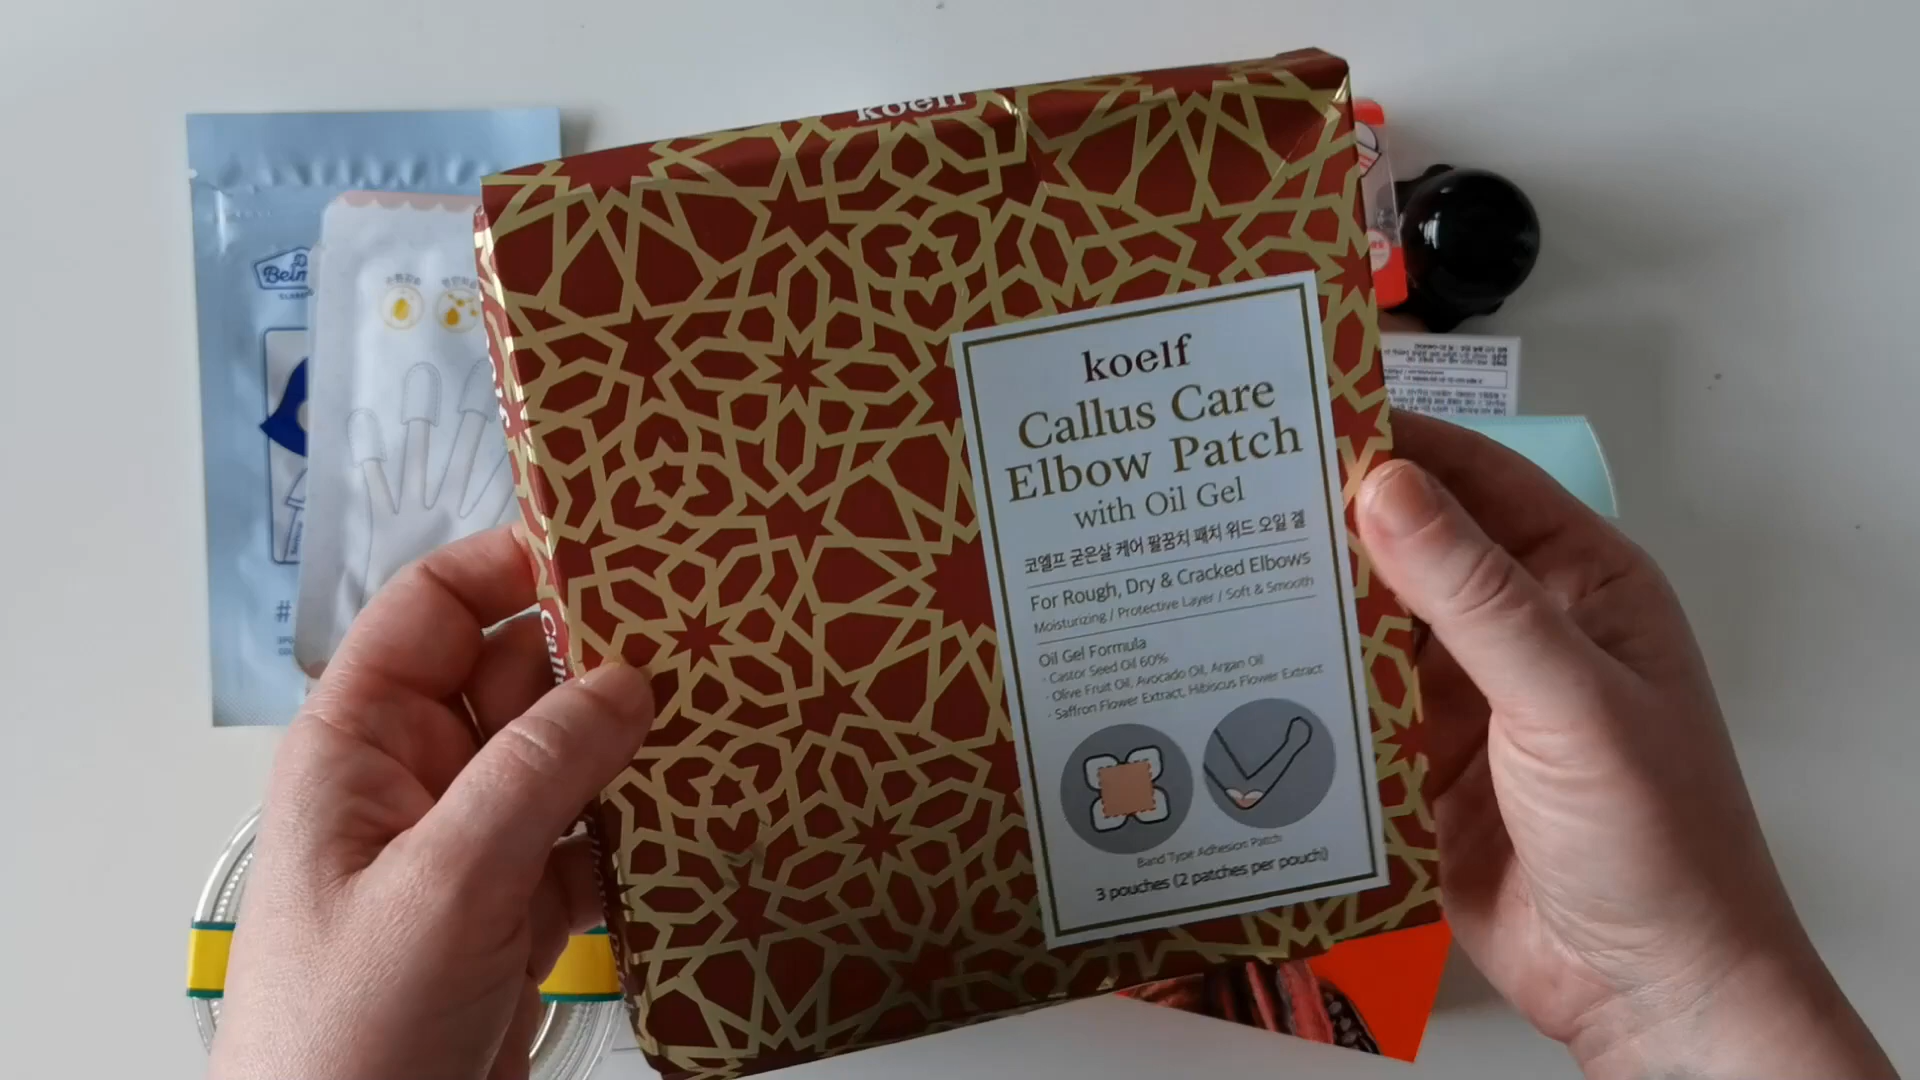 koelf
koelf
Callus Care
Elbow Patch
with Oil Gel
코엘프 굳은살 케어 팔꿈치 패치 위드 오일 겔
For Rough, Dry & Cracked Elbows
Moisturizing / Protective Layer / Soft & Smooth
Oil Gel Formula
· Castor Seed Oil 60%
· Olive Fruit Oil, Avocado Oil, Argan Oil
· Saffron Flower Extract, Hibiscus Flower Extract
Band Type Adhesion Patch
3 pouches (2 patches per pouch)
#